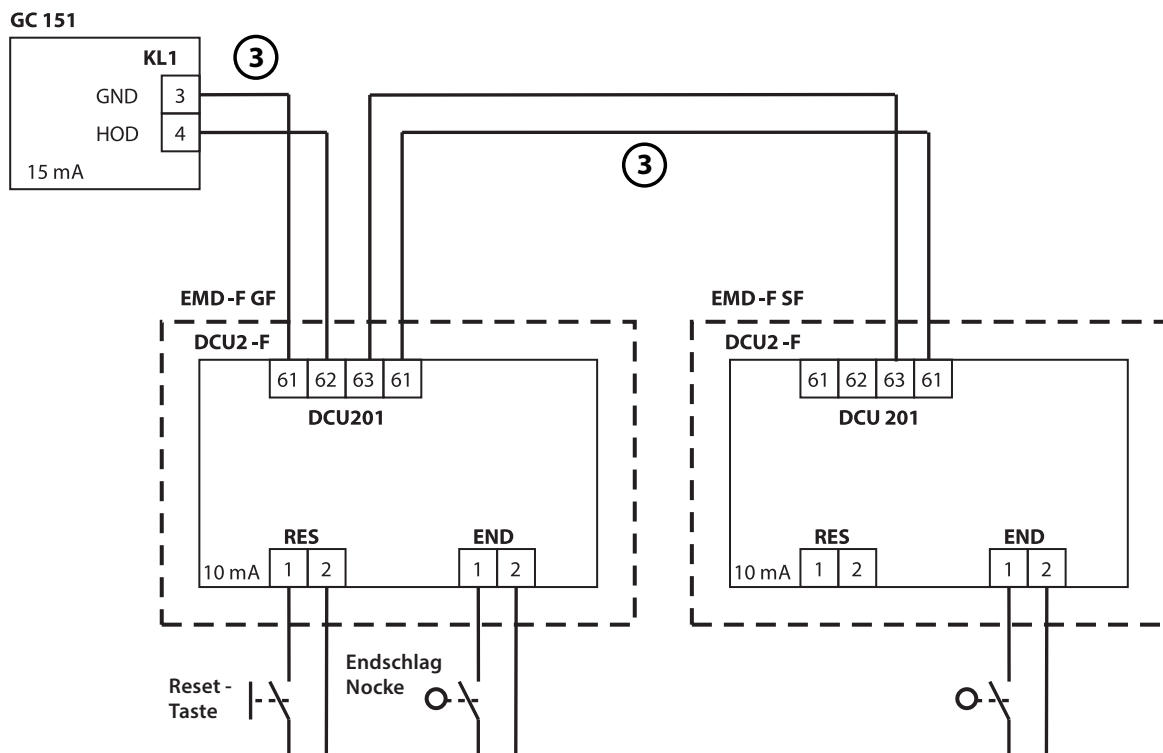 GC 151
KL1
3
GND 3
HOD 4
15 mA
3
EMD-F GF
DCU2-F
61 62 63 61
DCU201
RES
END
10 mA 1 2
1 2
EMD-F SF
DCU2-F
61 62 63 61
DCU 201
RES
END
10 mA 1 2
1 2
Reset-
Taste
Endschlag
Nocke